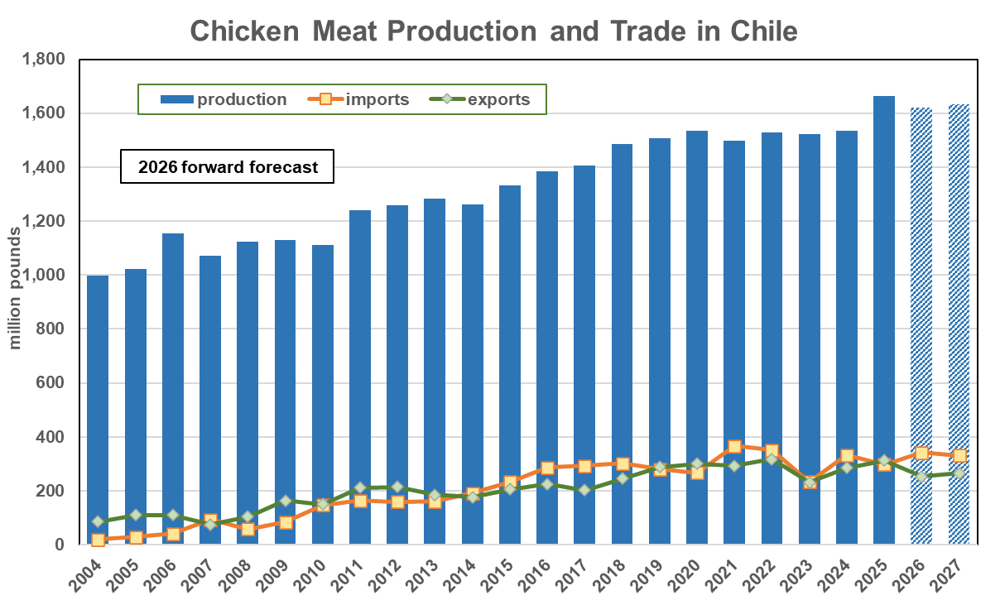 Chicken Meat Production and Trade in Chile
1,800
1,600
1,400
1,200
1,000
800
600
400
200
0
million pounds
production imports exports
2026 forward forecast
2004 2005 2006 2007 2008 2009 2010 2011 2012 2013 2014 2015 2016 2017 2018 2019 2020 2021 2022 2023 2024 2025 2026 2027